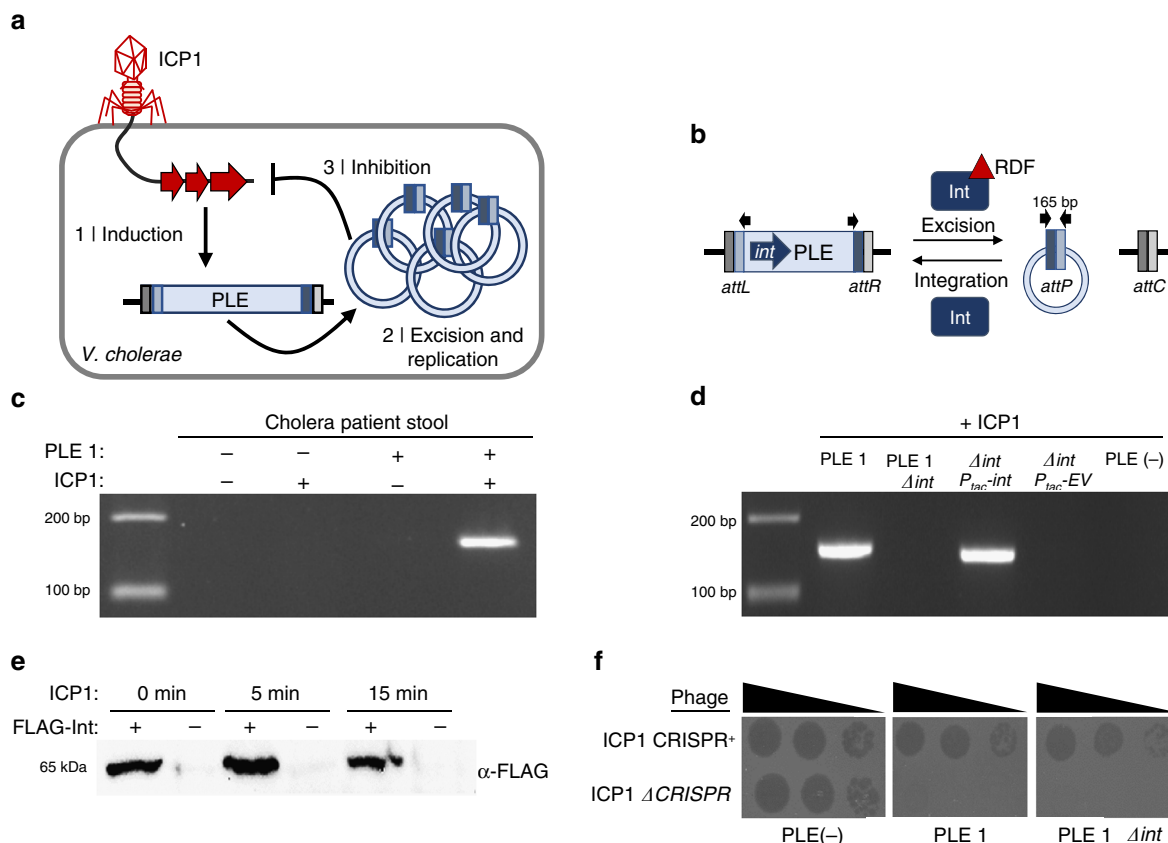 a
ICP1
3 | Inhibition
1 | Induction
PLE
2 | Excision and
replication
V. cholerae
b
RDF
Int
165 bp
Excision
int PLE
Integration
attL
attR
attP
attC
Int
c
Cholera patient stool
PLE 1: – – + +
ICP1: – + – +
200 bp
100 bp
d
+ ICP1
PLE 1
PLE 1
Δint
Δint
Ptac-int
Δint
Ptac-EV
PLE (–)
200 bp
100 bp
e
ICP1: 0 min 5 min 15 min
FLAG-Int: + – + – + –
65 kDa
α-FLAG
f
Phage
ICP1 CRISPR+
ICP1 ΔCRISPR
PLE(–) PLE 1 PLE 1 Δint